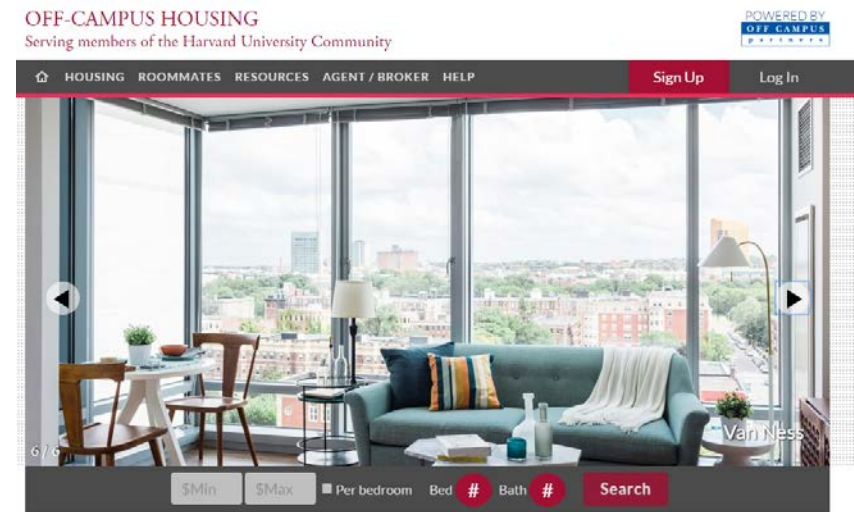 OFF-CAMPUS HOUSING
Serving members of the Harvard University Community
POWERED BY
OFF CAMPUS
partners
HOUSING ROOMMATES RESOURCES AGENT / BROKER HELP Sign Up Log In
Van Ness
6/6
$Min $Max Per bedroom Bed # Bath # Search